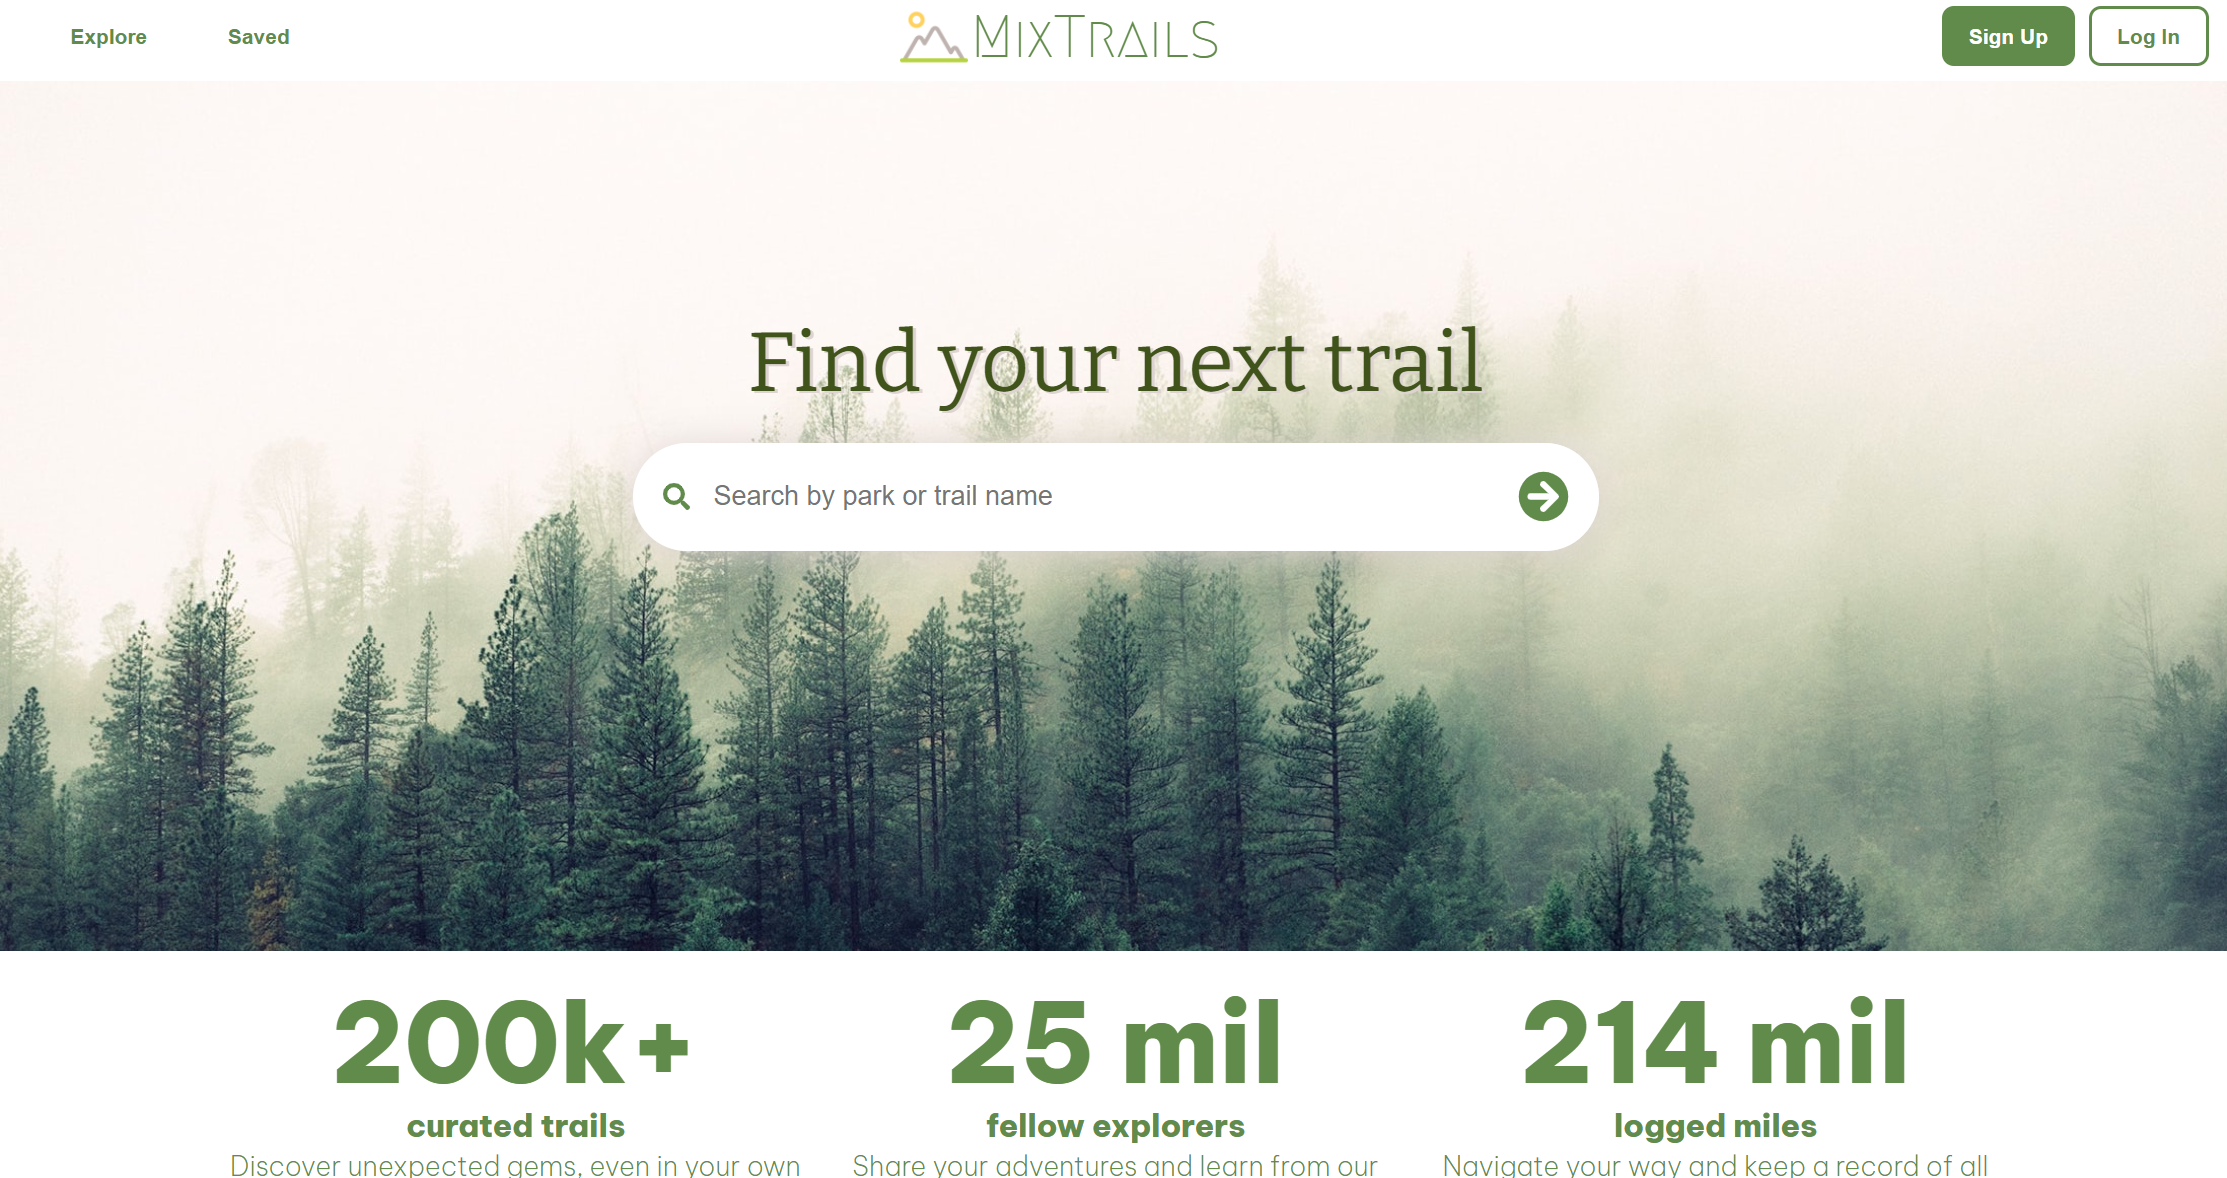 Explore
Saved
MIXTRAILS
Sign Up
Log In
Find your next trail
Search by park or trail name
200k+
25 mil
214 mil
curated trails
fellow explorers
logged miles
Discover unexpected gems, even in your own
Share your adventures and learn from our
Navigate your way and keep a record of all